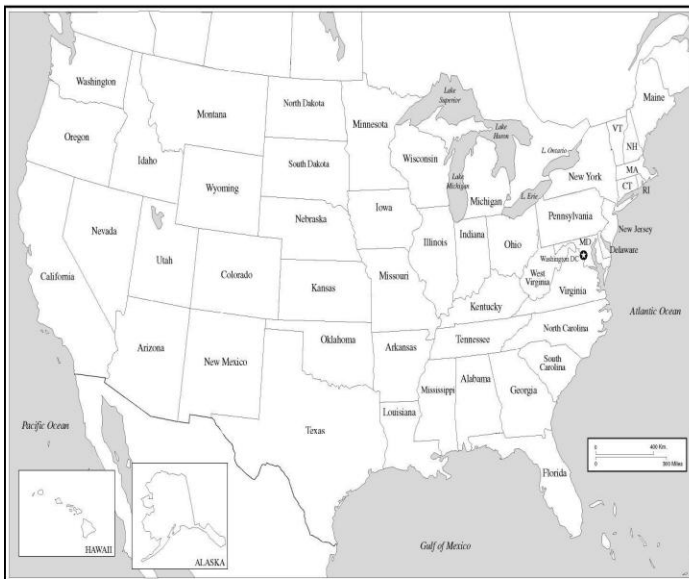 Washington
Montana
North Dakota
Minnesota
Lake
Superior
Maine
Oregon
Idaho
Wyoming
South Dakota
Wisconsin
Lake
Huron
L. Ontario
VT
NH
MA
CT
RI
New York
Lake
Michigan
Michigan
L. Erie
Nevada
Utah
Colorado
Nebraska
Iowa
Illinois
Indiana
Ohio
Pennsylvania
New Jersey
MD
Delaware
Washington DC
West
Virginia
Virginia
California
Kansas
Missouri
Kentucky
Atlantic Ocean
Arizona
New Mexico
Oklahoma
Arkansas
Tennessee
North Carolina
South
Carolina
Mississippi
Alabama
Georgia
Texas
Louisiana
Pacific Ocean
Florida
0
400 Km.
0
Miles
HAWAII
ALASKA
Gulf of Mexico